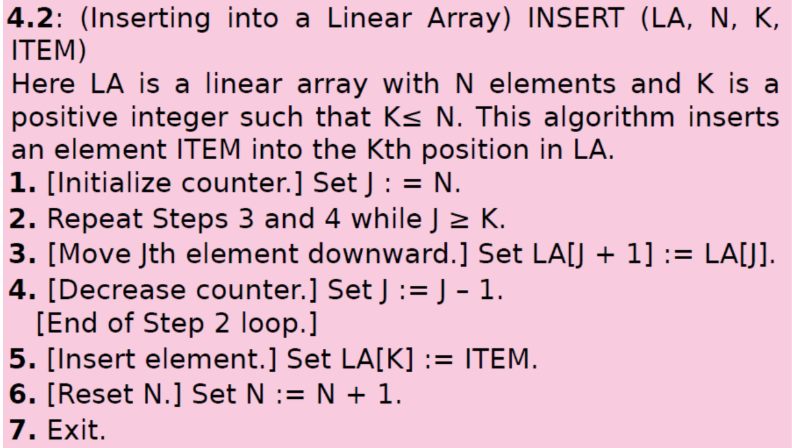 4.2: (Inserting into a Linear Array) INSERT (LA, N, K,
ITEM)
Here LA is a linear array with N elements and K is a
positive integer such that K≤ N. This algorithm inserts
an element ITEM into the Kth position in LA.
1. [Initialize counter.] Set J : = N.
2. Repeat Steps 3 and 4 while J ≥ K.
3. [Move Jth element downward.] Set LA[J + 1] := LA[J].
4. [Decrease counter.] Set J := J – 1.
[End of Step 2 loop.]
5. [Insert element.] Set LA[K] := ITEM.
6. [Reset N.] Set N := N + 1.
7. Exit.